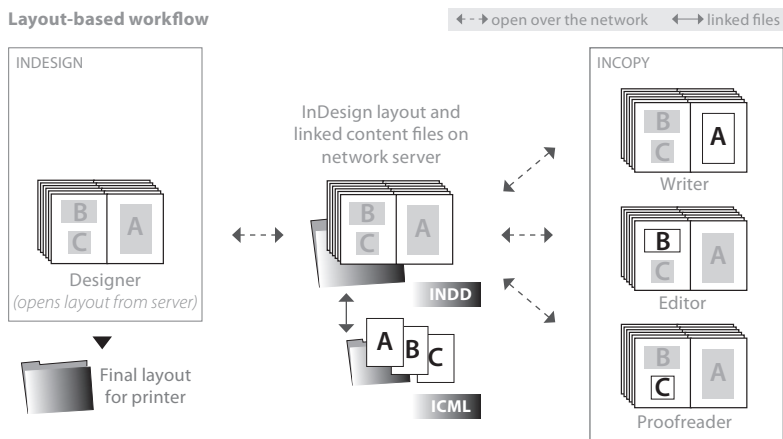 Layout-based workflow
open over the network
linked files
INDESIGN
B
C
A
Designer
(opens layout from server)
Final layout
for printer
InDesign layout and
linked content files on
network server
B
C
A
INDD
A
B
C
ICML
INCOPY
B
C
A
Writer
B
C
A
Editor
B
C
A
Proofreader